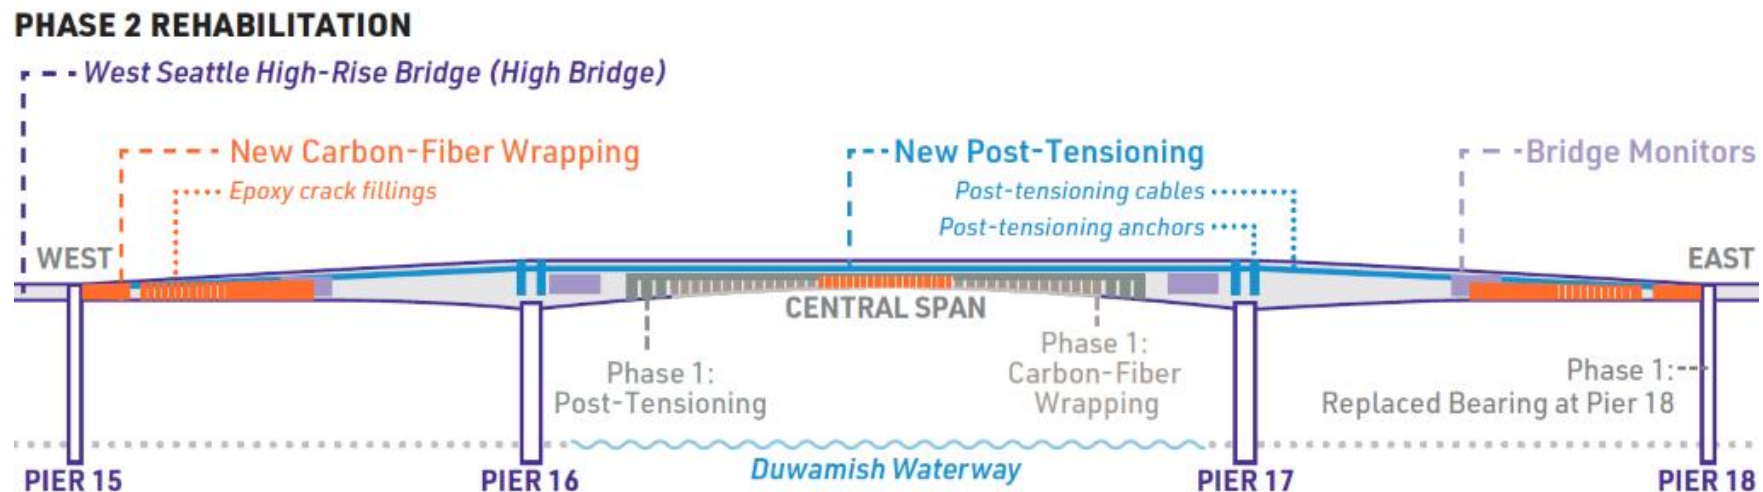 PHASE 2 REHABILITATION
West Seattle High-Rise Bridge (High Bridge)
New Carbon-Fiber Wrapping
Epoxy crack fillings
New Post-Tensioning
Post-tensioning cables
Post-tensioning anchors
Bridge Monitors
WEST
EAST
CENTRAL SPAN
Phase 1:
Post-Tensioning
Phase 1:
Carbon-Fiber
Wrapping
Phase 1:
Replaced Bearing at Pier 18
Duwamish Waterway
PIER 15
PIER 16
PIER 17
PIER 18